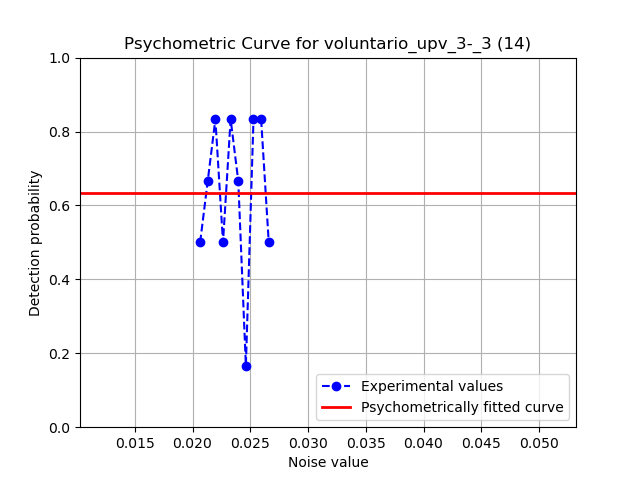 Psychometric Curve for voluntario_upv_3-_3 (14)
1.0
0.8
0.6
0.4
0.2
0.0
Detection probability
0.015 0.020 0.025 0.030 0.035 0.040 0.045 0.050
Noise value
Experimental values
Psychometrically fitted curve